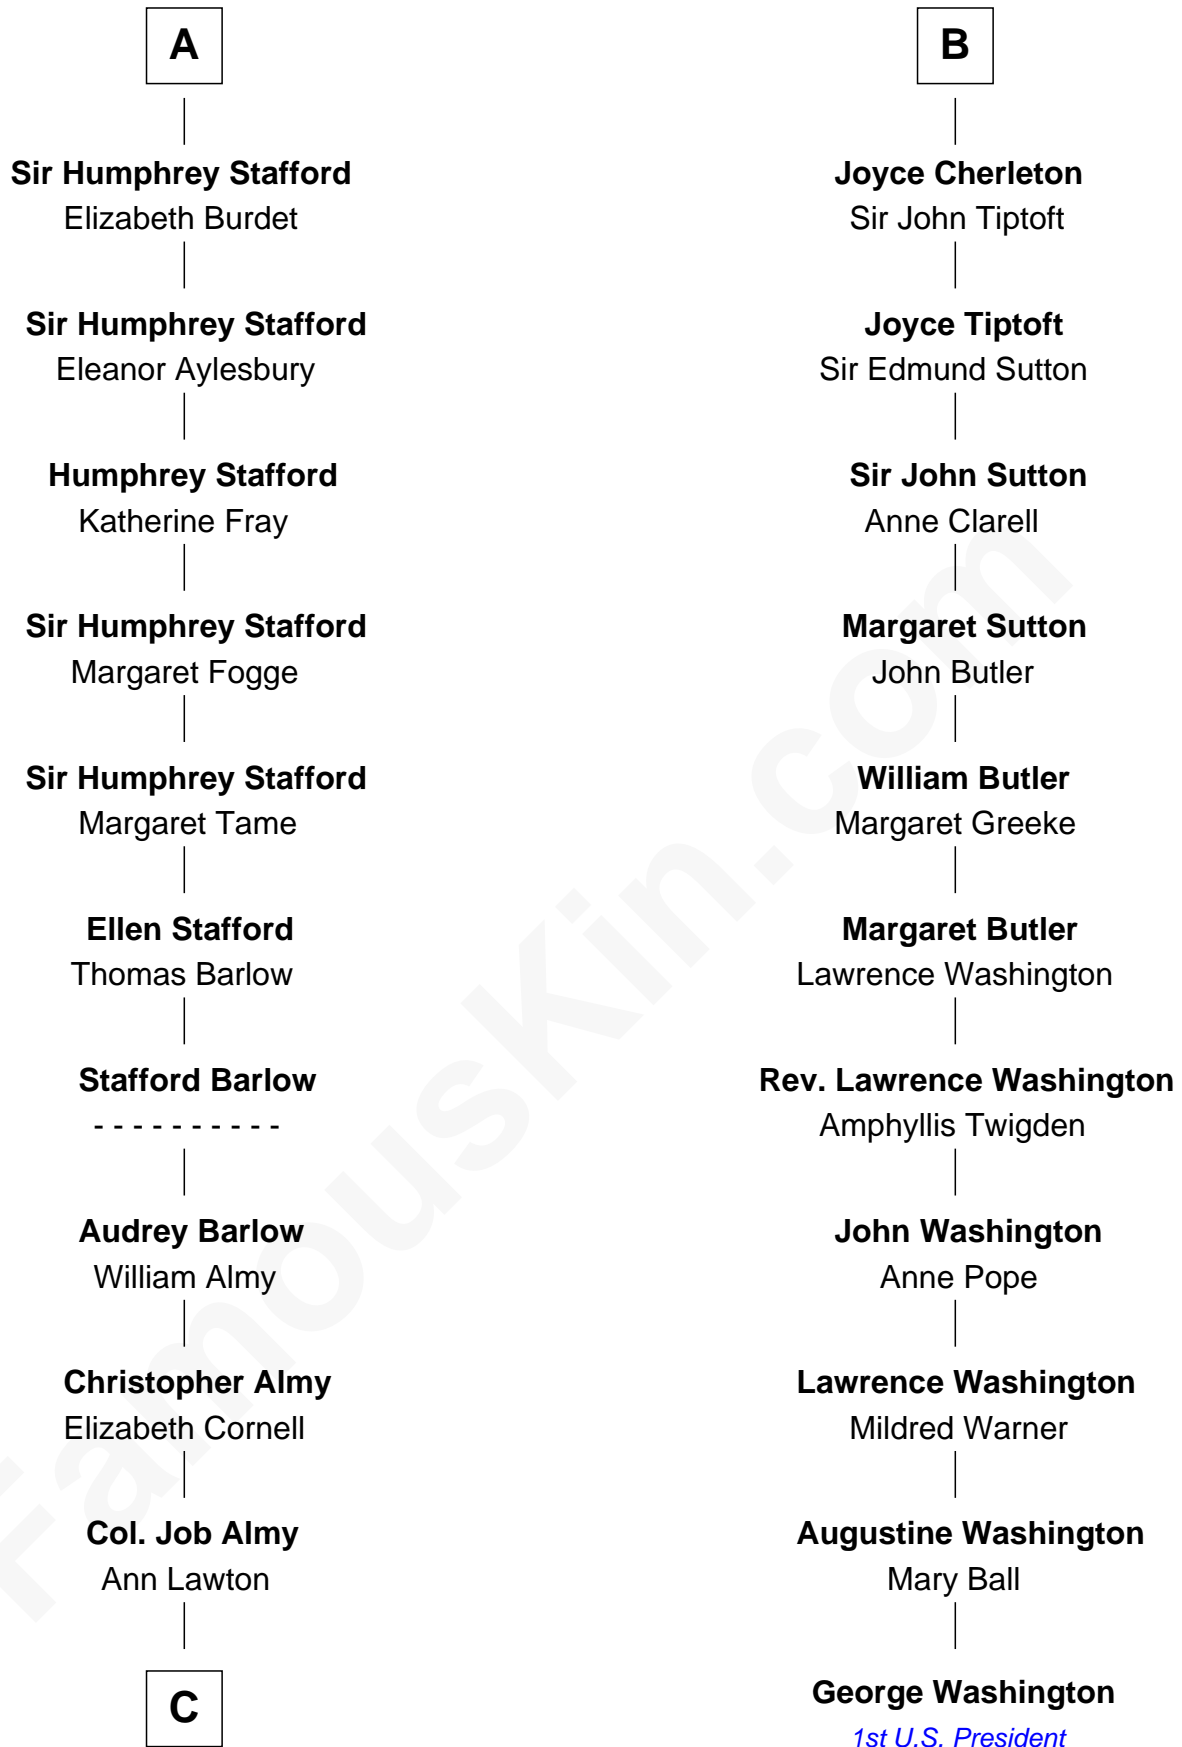 A
Sir Humphrey Stafford
Elizabeth Burdet
Sir Humphrey Stafford
Eleanor Aylesbury
Humphrey Stafford
Katherine Fray
Sir Humphrey Stafford
Margaret Fogge
Sir Humphrey Stafford
Margaret Tame
Ellen Stafford
Thomas Barlow
Stafford Barlow
- - - - - - - - - -
Audrey Barlow
William Almy
Christopher Almy
Elizabeth Cornell
Col. Job Almy
Ann Lawton
C
B
Joyce Cherleton
Sir John Tiptoft
Joyce Tiptoft
Sir Edmund Sutton
Sir John Sutton
Anne Clarell
Margaret Sutton
John Butler
William Butler
Margaret Greeke
Margaret Butler
Lawrence Washington
Rev. Lawrence Washington
Amphyllis Twigden
John Washington
Anne Pope
Lawrence Washington
Mildred Warner
Augustine Washington
Mary Ball
George Washington
1st U.S. President
FamousKin.com